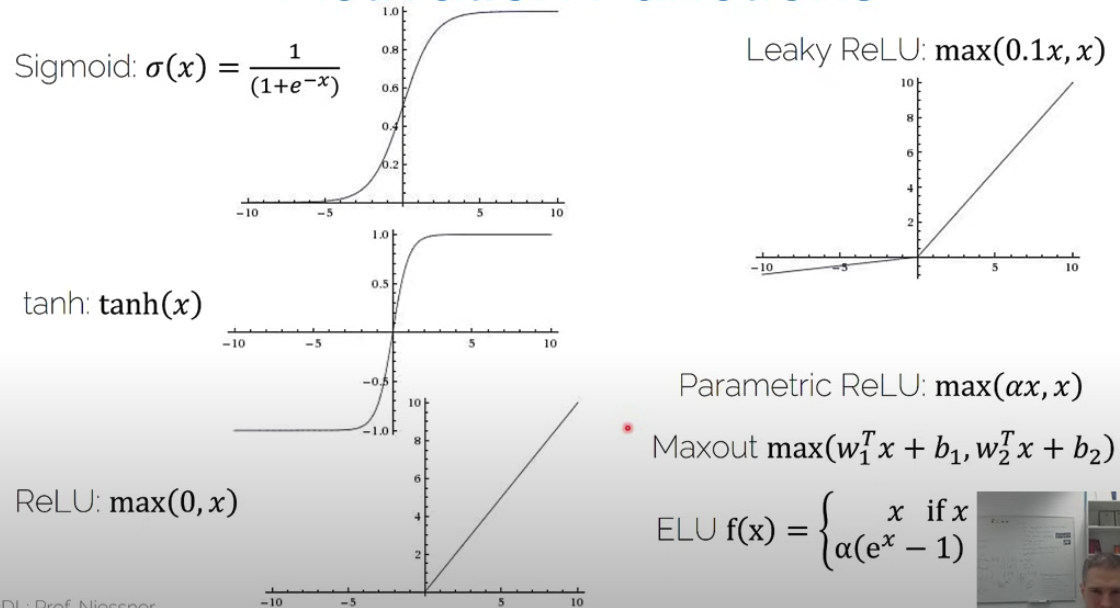 Sigmoid: σ(x) = 1 / (1+e^{-x})
1.0
0.8
0.6
0.4
0.2
-10 -5 5 10
tanh: tanh(x)
1.0
0.5
-10 -5 5 10
-0.5
-1.0
ReLU: max(0, x)
10
8
6
4
2
-10 -5 5 10
Leaky ReLU: max(0.1x, x)
10
8
6
4
2
-10 -5 5 10
Parametric ReLU: max(αx, x)
Maxout max(w_1^T x + b_1, w_2^T x + b_2)
ELU f(x) = { x if x
α(e^x − 1)
Prof.